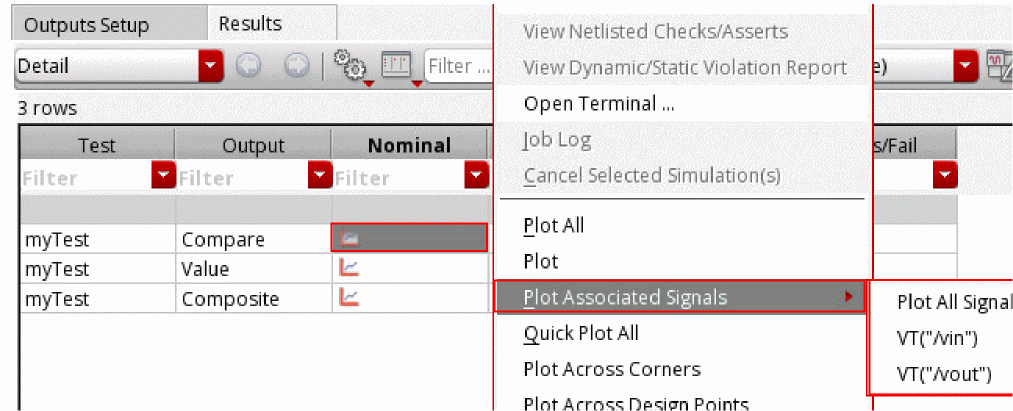 Outputs Setup
Results
View Netlisted Checks/Asserts
View Dynamic/Static Violation Report
Open Terminal ...
Job Log
Cancel Selected Simulation(s)
Plot All
Plot
Plot Associated Signals
Quick Plot All
Plot Across Corners
Plot Across Design Points
Detail
Filter ...
e)
3 rows
Test Output Nominal s/Fail
Filter Filter Filter
myTest Compare
myTest Value
myTest Composite
Plot All Signal
VT("/vin")
VT("/vout")